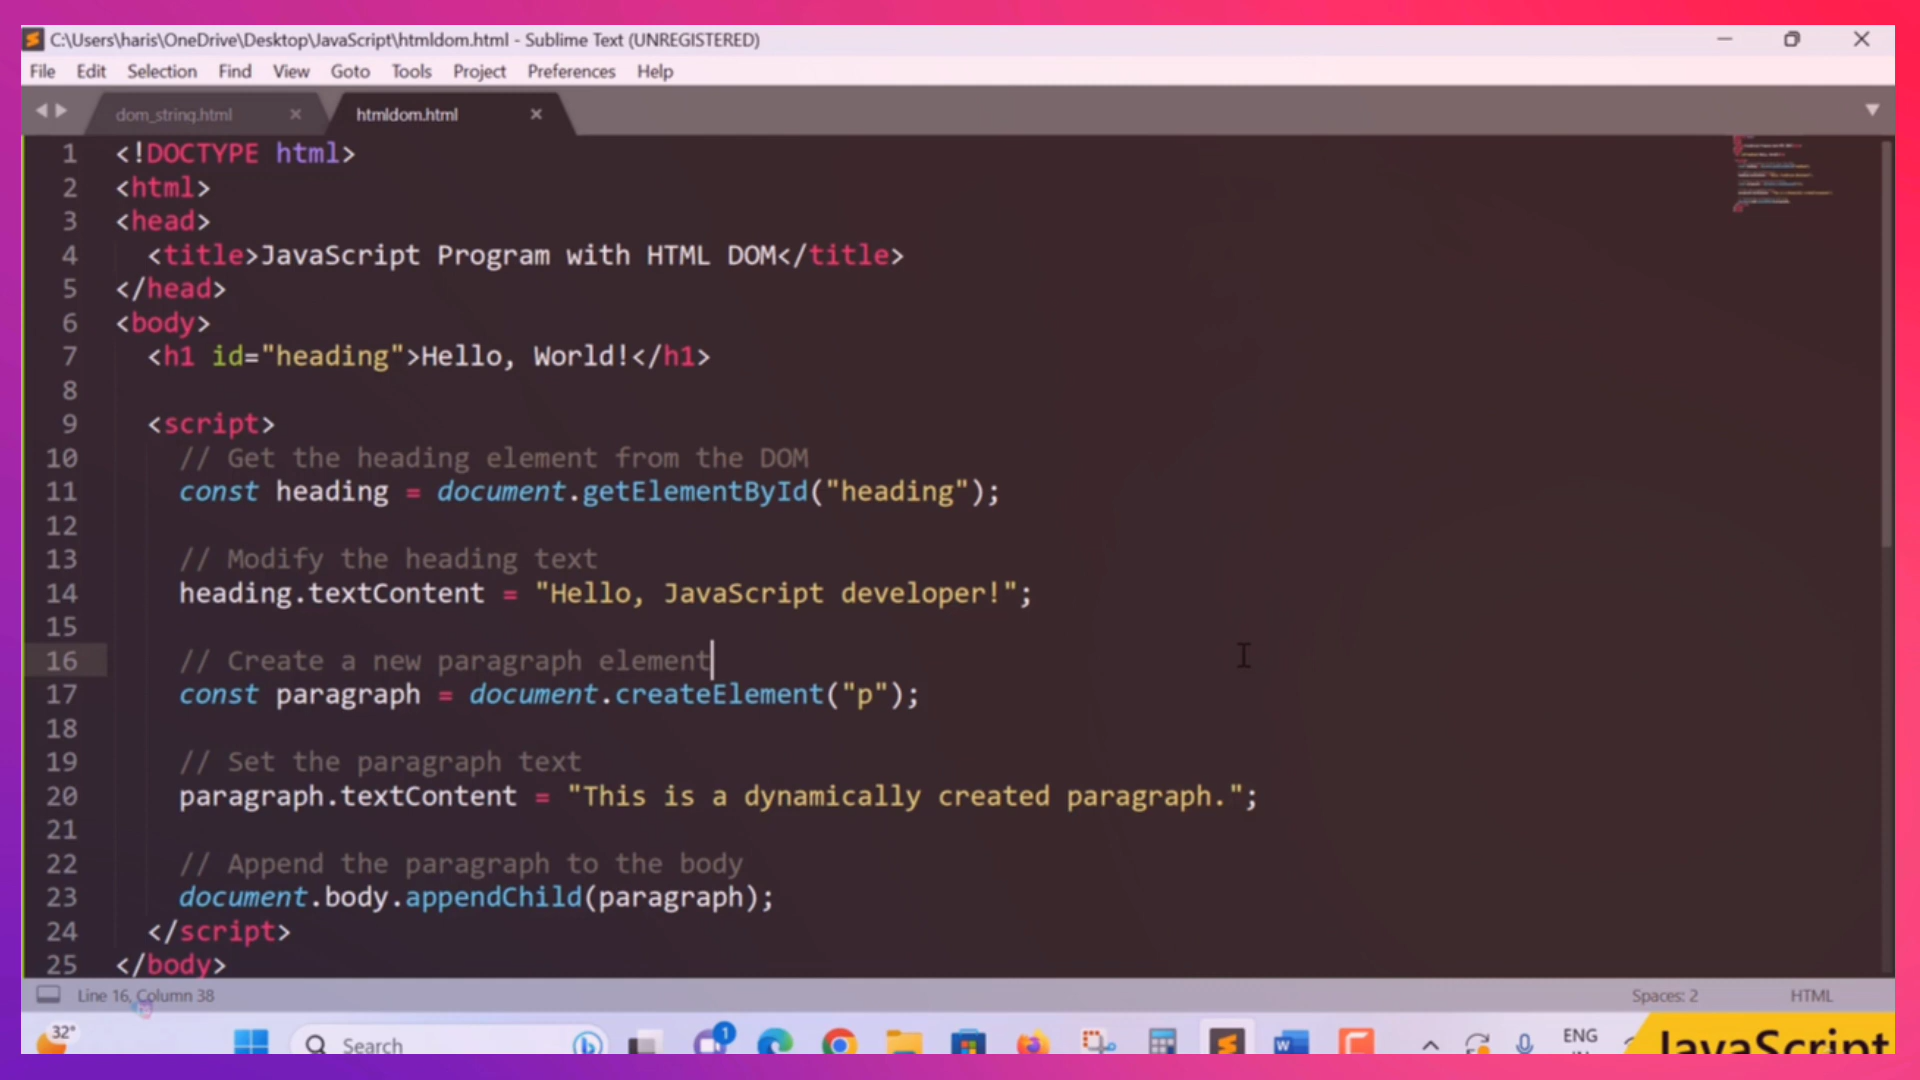 C:\Users\haris\OneDrive\Desktop\JavaScript\htmldom.html - Sublime Text (UNREGISTERED)
File Edit Selection Find View Goto Tools Project Preferences Help
dom_string.html htmldom.html
1 <!DOCTYPE html>
2 <html>
3 <head>
4 <title>JavaScript Program with HTML DOM</title>
5 </head>
6 <body>
7 <h1 id="heading">Hello, World!</h1>
8
9 <script>
10 // Get the heading element from the DOM
11 const heading = document.getElementById("heading");
12
13 // Modify the heading text
14 heading.textContent = "Hello, JavaScript developer!";
15
16 // Create a new paragraph element
17 const paragraph = document.createElement("p");
18
19 // Set the paragraph text
20 paragraph.textContent = "This is a dynamically created paragraph.";
21
22 // Append the paragraph to the body
23 document.body.appendChild(paragraph);
24 </script>
25 </body>
Line 16, Column 38 Spaces: 2 HTML
32° Search 1 W ENG JavaScript